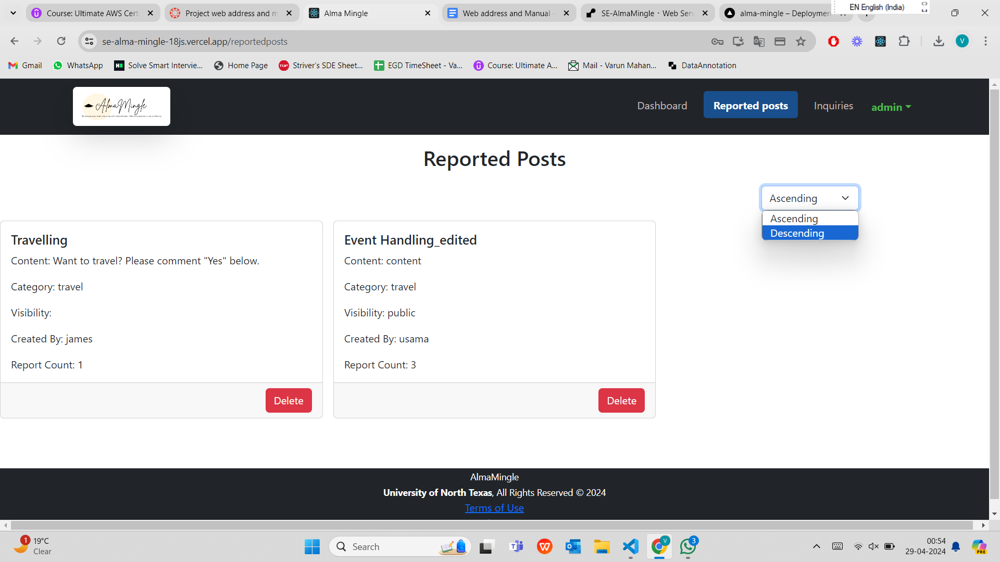 Course: Ultimate AWS Cert
Project web address and m
Alma Mingle
Web address and Manual -
SE-AlmaMingle · Web Serv
alma-mingle – Deploymen
EN English (India)
se-alma-mingle-18js.vercel.app/reportedposts
V
Gmail
WhatsApp
Solve Smart Intervie...
Home Page
TUF
Striver's SDE Sheet...
EGD TimeSheet - Va...
Course: Ultimate A...
Mail - Varun Mahan...
DataAnnotation
AlmaMingle
Dashboard
Reported posts
Inquiries
admin
Reported Posts
Ascending
Ascending
Descending
Travelling
Content: Want to travel? Please comment "Yes" below.
Category: travel
Visibility:
Created By: james
Report Count: 1
Delete
Event Handling_edited
Content: content
Category: travel
Visibility: public
Created By: usama
Report Count: 3
Delete
AlmaMingle
University of North Texas, All Rights Reserved © 2024
Terms of Use
1
19°C
Clear
Search
V
3
00:54
29-04-2024
PRE